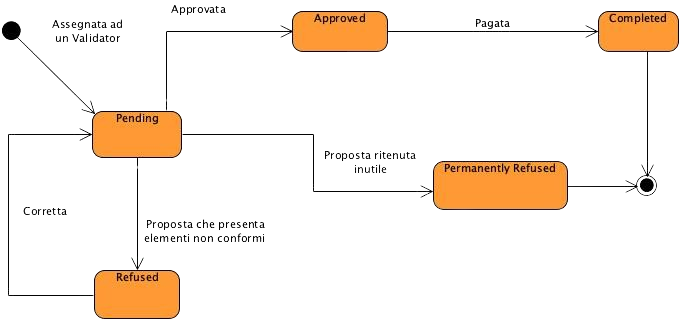 Assegnata ad
un Validator
Approvata
Approved
Pagata
Completed
Pending
Proposta ritenuta
inutile
Permanently Refused
Corretta
Proposta che presenta
elementi non conformi
Refused